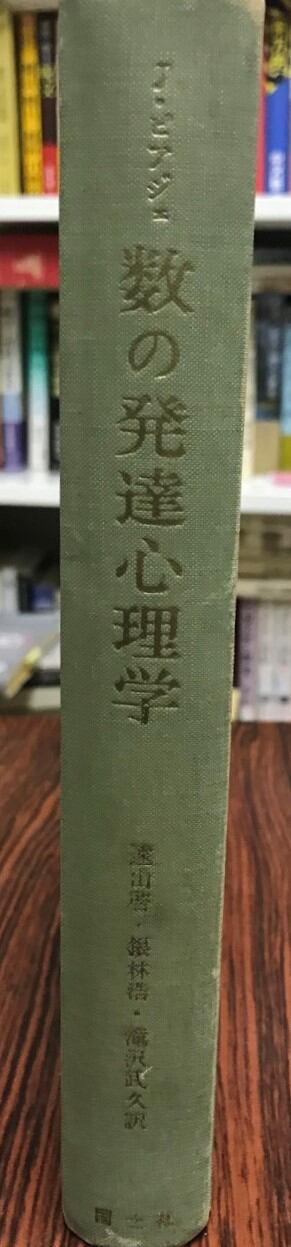 J・ピアジェ
数の発達心理学
遠山啓・銀林浩・滝沢武久訳
国土社